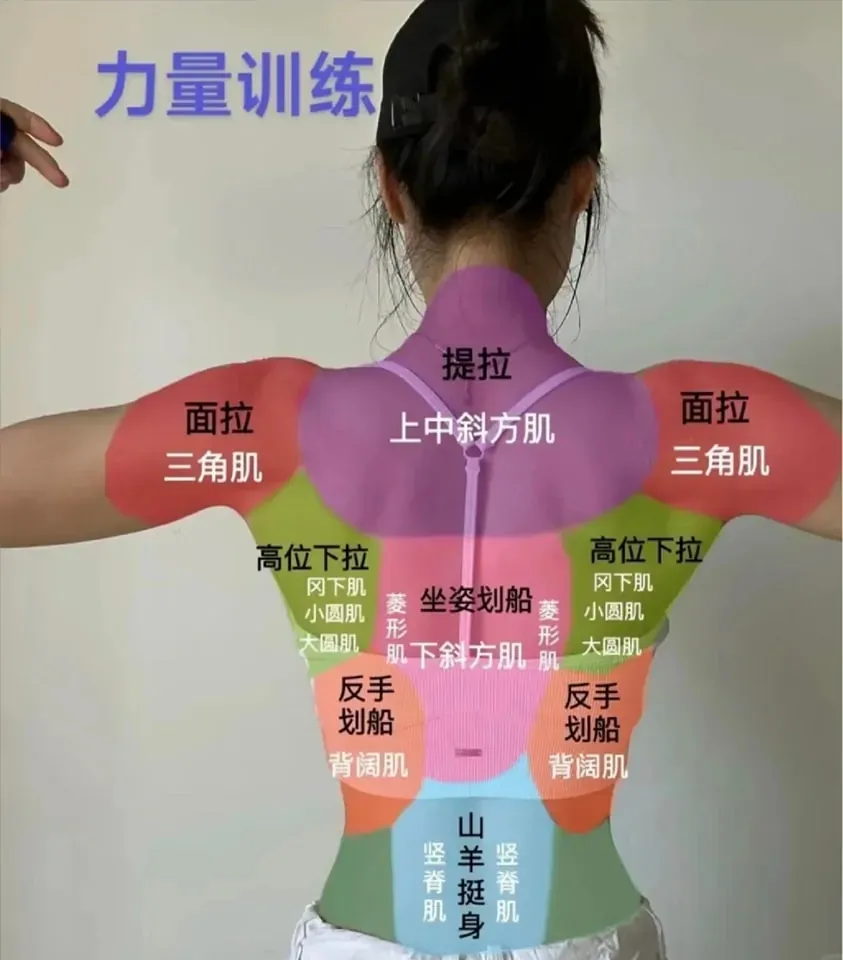 力量训练
提拉
上中斜方肌
面拉
三角肌
面拉
三角肌
高位下拉
冈下肌
小圆肌
大圆肌
高位下拉
冈下肌
小圆肌
大圆肌
菱形肌
坐姿划船
下斜方肌
菱形肌
反手
划船
背阔肌
反手
划船
背阔肌
竖脊肌
山羊挺身
竖脊肌